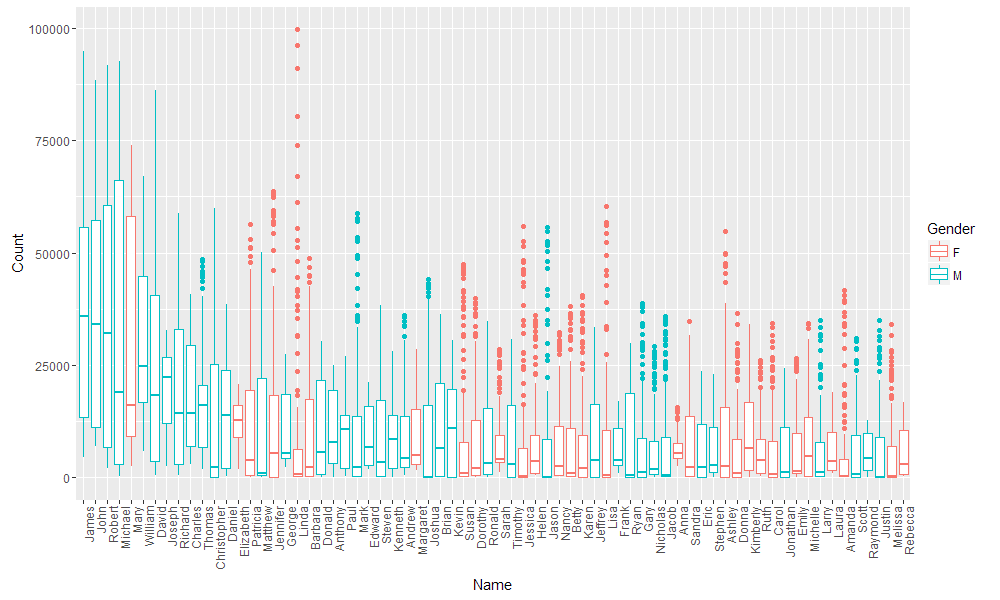 100000
75000
50000
25000
0
Count
James
John
Robert
Michael
Mary
William
David
Joseph
Richard
Charles
Thomas
Christopher
Daniel
Elizabeth
Patricia
Matthew
Jennifer
George
Linda
Barbara
Donald
Anthony
Paul
Mark
Edward
Steven
Kenneth
Andrew
Margaret
Joshua
Brian
Kevin
Susan
Dorothy
Ronald
Sarah
Timothy
Jessica
Helen
Jason
Nancy
Betty
Karen
Jeffrey
Lisa
Frank
Ryan
Gary
Nicholas
Jacob
Anna
Sandra
Eric
Stephen
Ashley
Donna
Kimberly
Ruth
Carol
Jonathan
Emily
Michelle
Larry
Laura
Amanda
Scott
Raymond
Justin
Melissa
Rebecca
Name
Gender
F
M